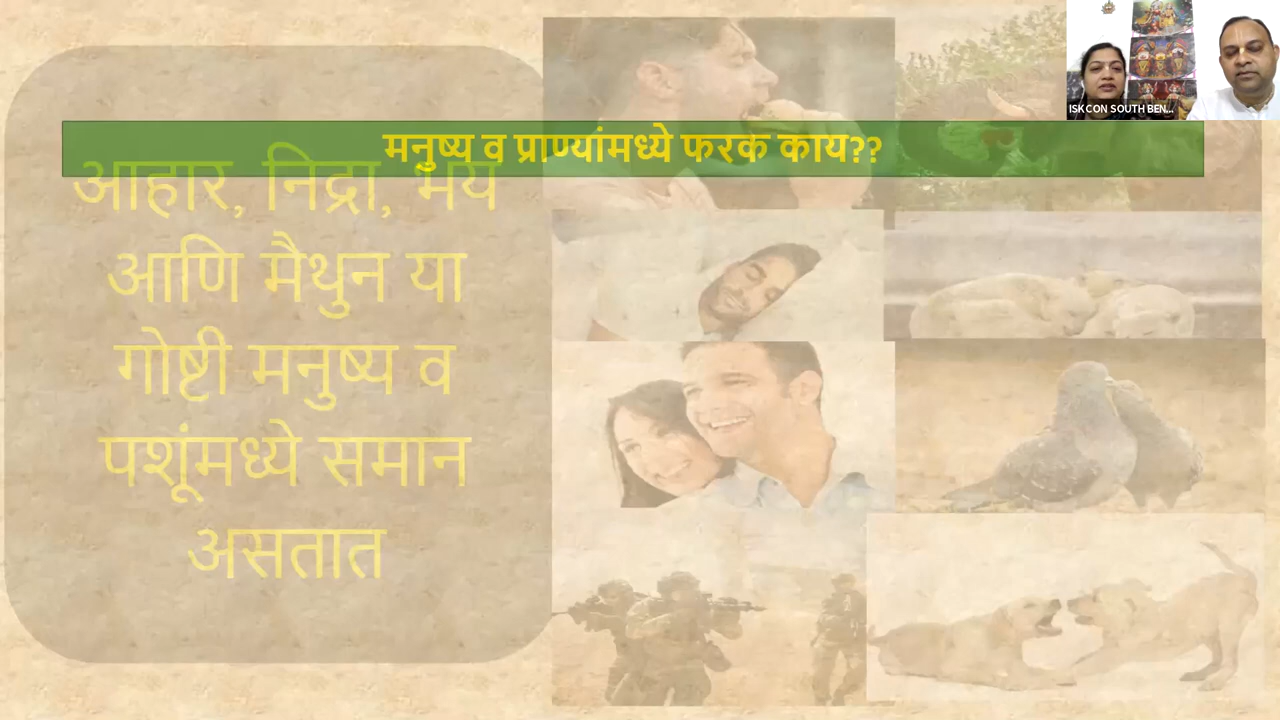 ISKCON SOUTH BEN...
मनुष्य व प्राण्यांमध्ये फरक काय??
आहार, निद्रा, भय
आणि मैथुन या
गोष्टी मनुष्य व
पशूंमध्ये समान
असतात